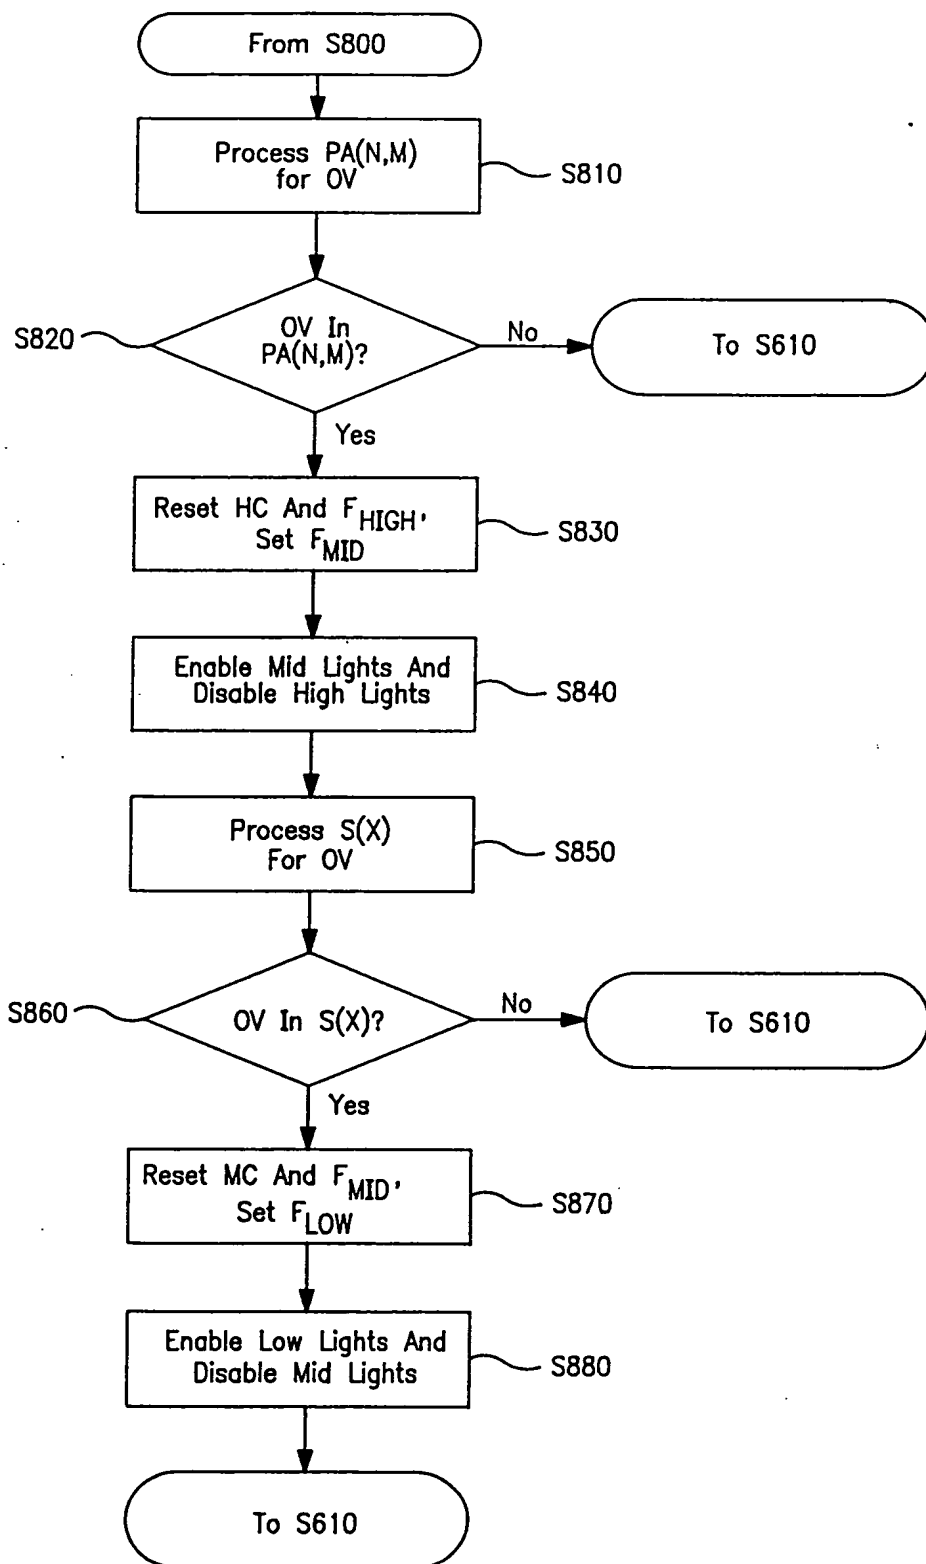 From S800
Process PA(N,M)
for OV
S810
S820
OV In
PA(N,M)?
No
To S610
Yes
Reset HC And F_HIGH,
Set F_MID
S830
Enable Mid Lights And
Disable High Lights
S840
Process S(X)
For OV
S850
S860
OV In S(X)?
No
To S610
Yes
Reset MC And F_MID,
Set F_LOW
S870
Enable Low Lights And
Disable Mid Lights
S880
To S610